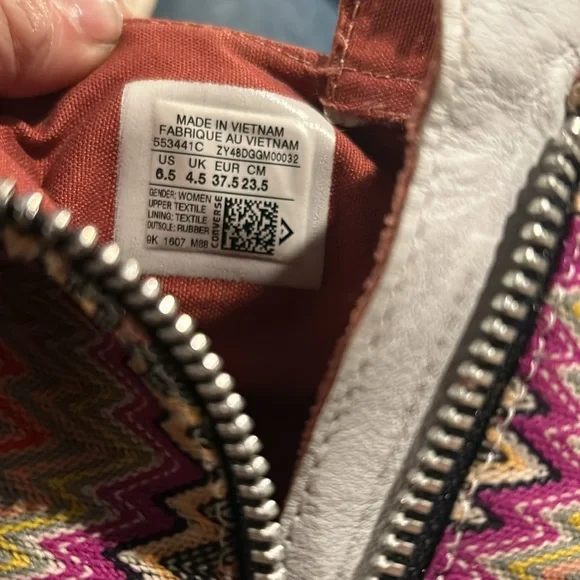 MADE IN VIETNAM
FABRIQUE AU VIETNAM
553441C ZY48DGGM00032
US UK EUR CM
6.5 4.5 37.5 23.5
GENDER: WOMEN
UPPER: TEXTILE
LINING: TEXTILE
OUTSOLE: RUBBER
9K 1607 M88
CONVERSE